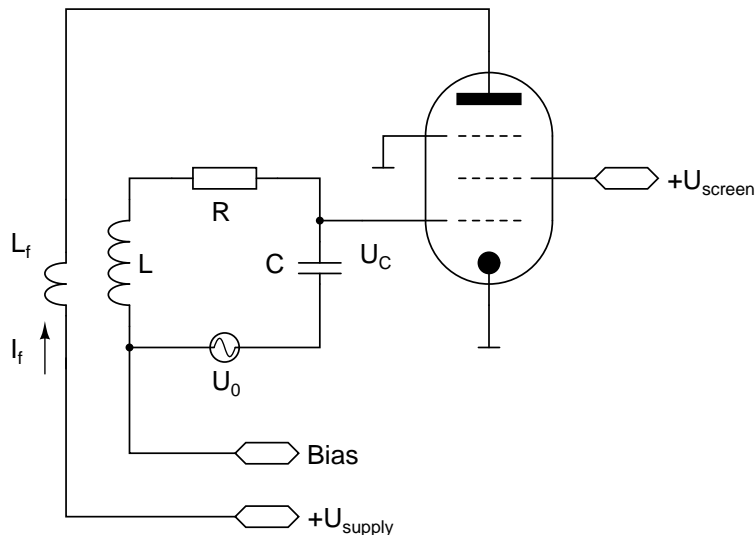 +U_screen
R
L_f
L
C
U_C
I_f
U_0
Bias
+U_supply